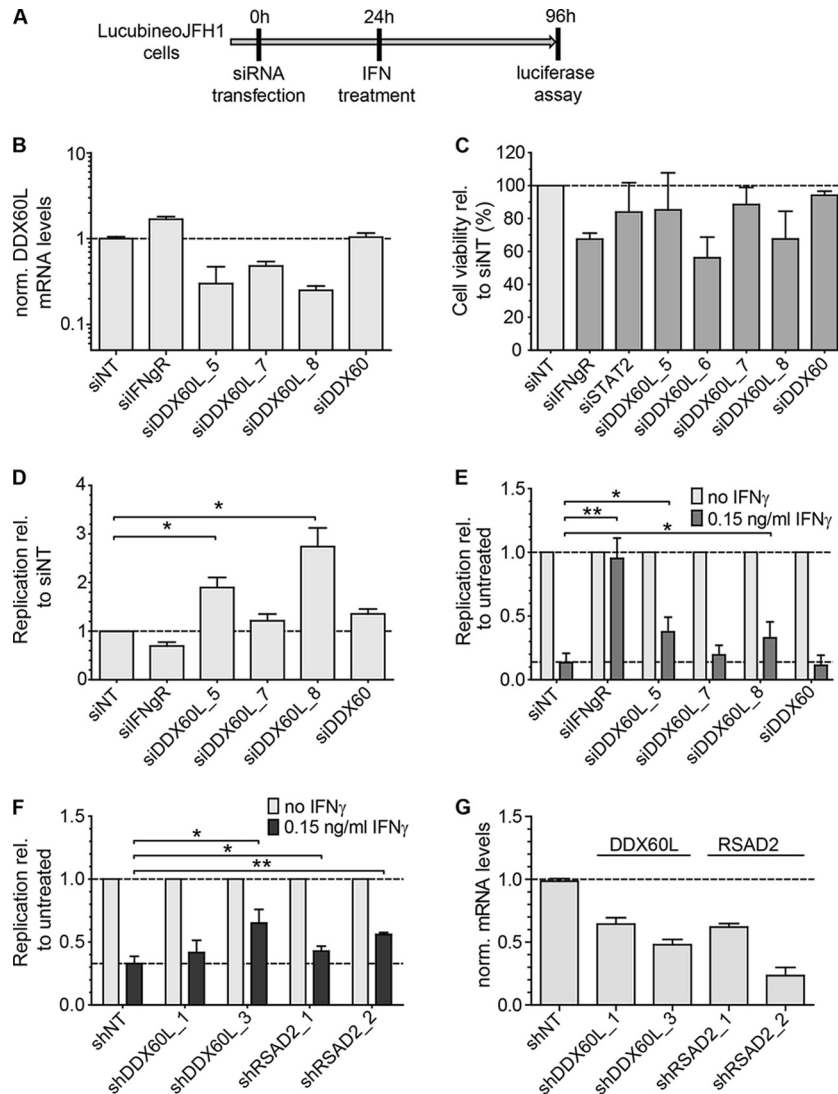 A
0h
24h
96h
LucubineoJFH1
cells
siRNA
transfection
IFN
treatment
luciferase
assay
B
norm. DDX60L
mRNA levels
10
1
0.1
siNT
siIFNgR
siDDX60L_5
siDDX60L_7
siDDX60L_8
siDDX60
C
Cell viability rel.
to siNT (%)
120
100
80
60
40
20
0
siNT
siIFNgR
siSTAT2
siDDX60L_5
siDDX60L_6
siDDX60L_7
siDDX60L_8
siDDX60
D
Replication rel.
to siNT
4
3
2
1
0
*
*
siNT
siIFNgR
siDDX60L_5
siDDX60L_7
siDDX60L_8
siDDX60
E
no IFNγ
0.15 ng/ml IFNγ
Replication rel.
to untreated
1.5
1.0
0.5
0.0
*
**
*
siNT
siIFNgR
siDDX60L_5
siDDX60L_7
siDDX60L_8
siDDX60
F
no IFNγ
0.15 ng/ml IFNγ
Replication rel.
to untreated
1.5
1.0
0.5
0.0
*
*
**
shNT
shDDX60L_1
shDDX60L_3
shRSAD2_1
shRSAD2_2
G
norm. mRNA levels
1.5
1.0
0.5
0.0
DDX60L
RSAD2
shNT
shDDX60L_1
shDDX60L_3
shRSAD2_1
shRSAD2_2